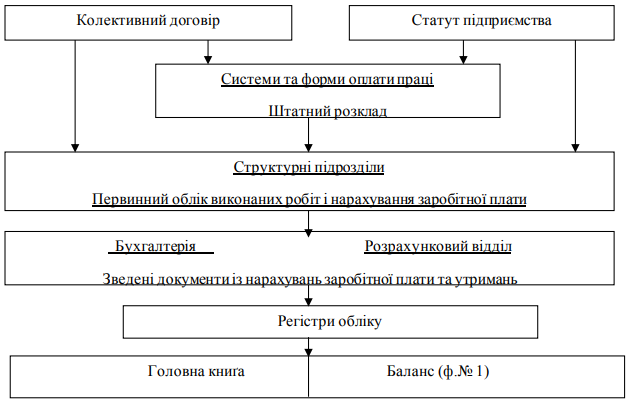 Колективний договір
Статут підприємства
Системи та форми оплати праці
Штатний розклад
Структурні підрозділи
Первинний облік виконаних робіт і нарахування заробітної плати
Бухгалтерія Розрахунковий відділ
Зведені документи із нарахувань заробітної плати та утримань
Регістри обліку
Головна книга Баланс (ф.№ 1)